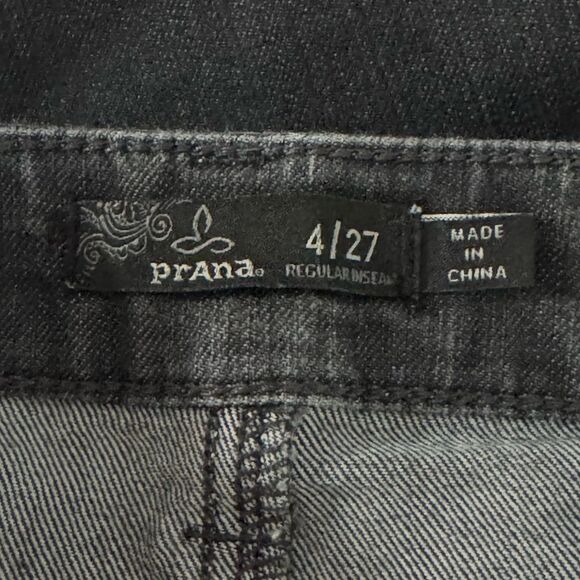 prAna®
4/27
REGULAR INSEAM
MADE
IN
CHINA